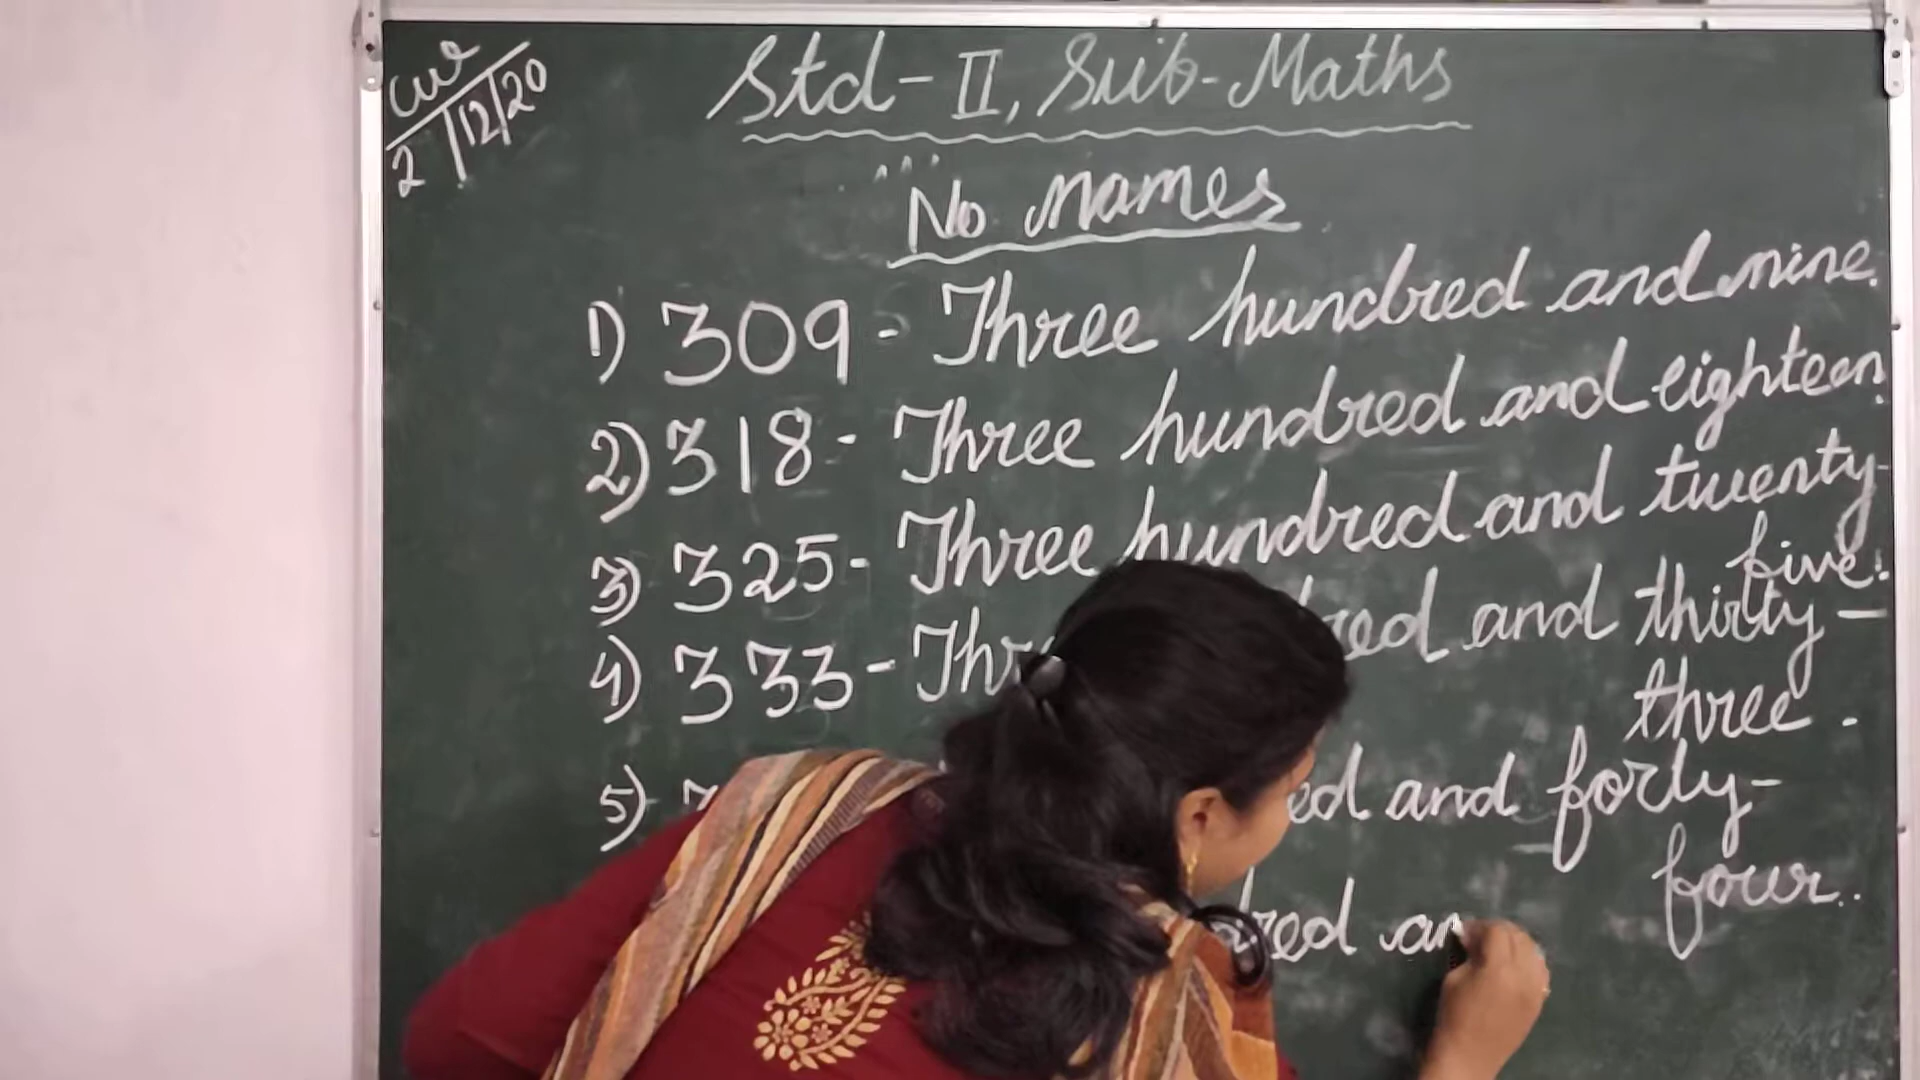 cw
2/12/20
Std-II, Sub-Maths
No Names
1) 309 - Three hundred and nine.
2) 318 - Three hundred and eighteen.
3) 325 - Three hundred and twenty-
five.
4) 333 - Thr red and thirty-
three.
5) 3 ed and forty-
four.
dred an